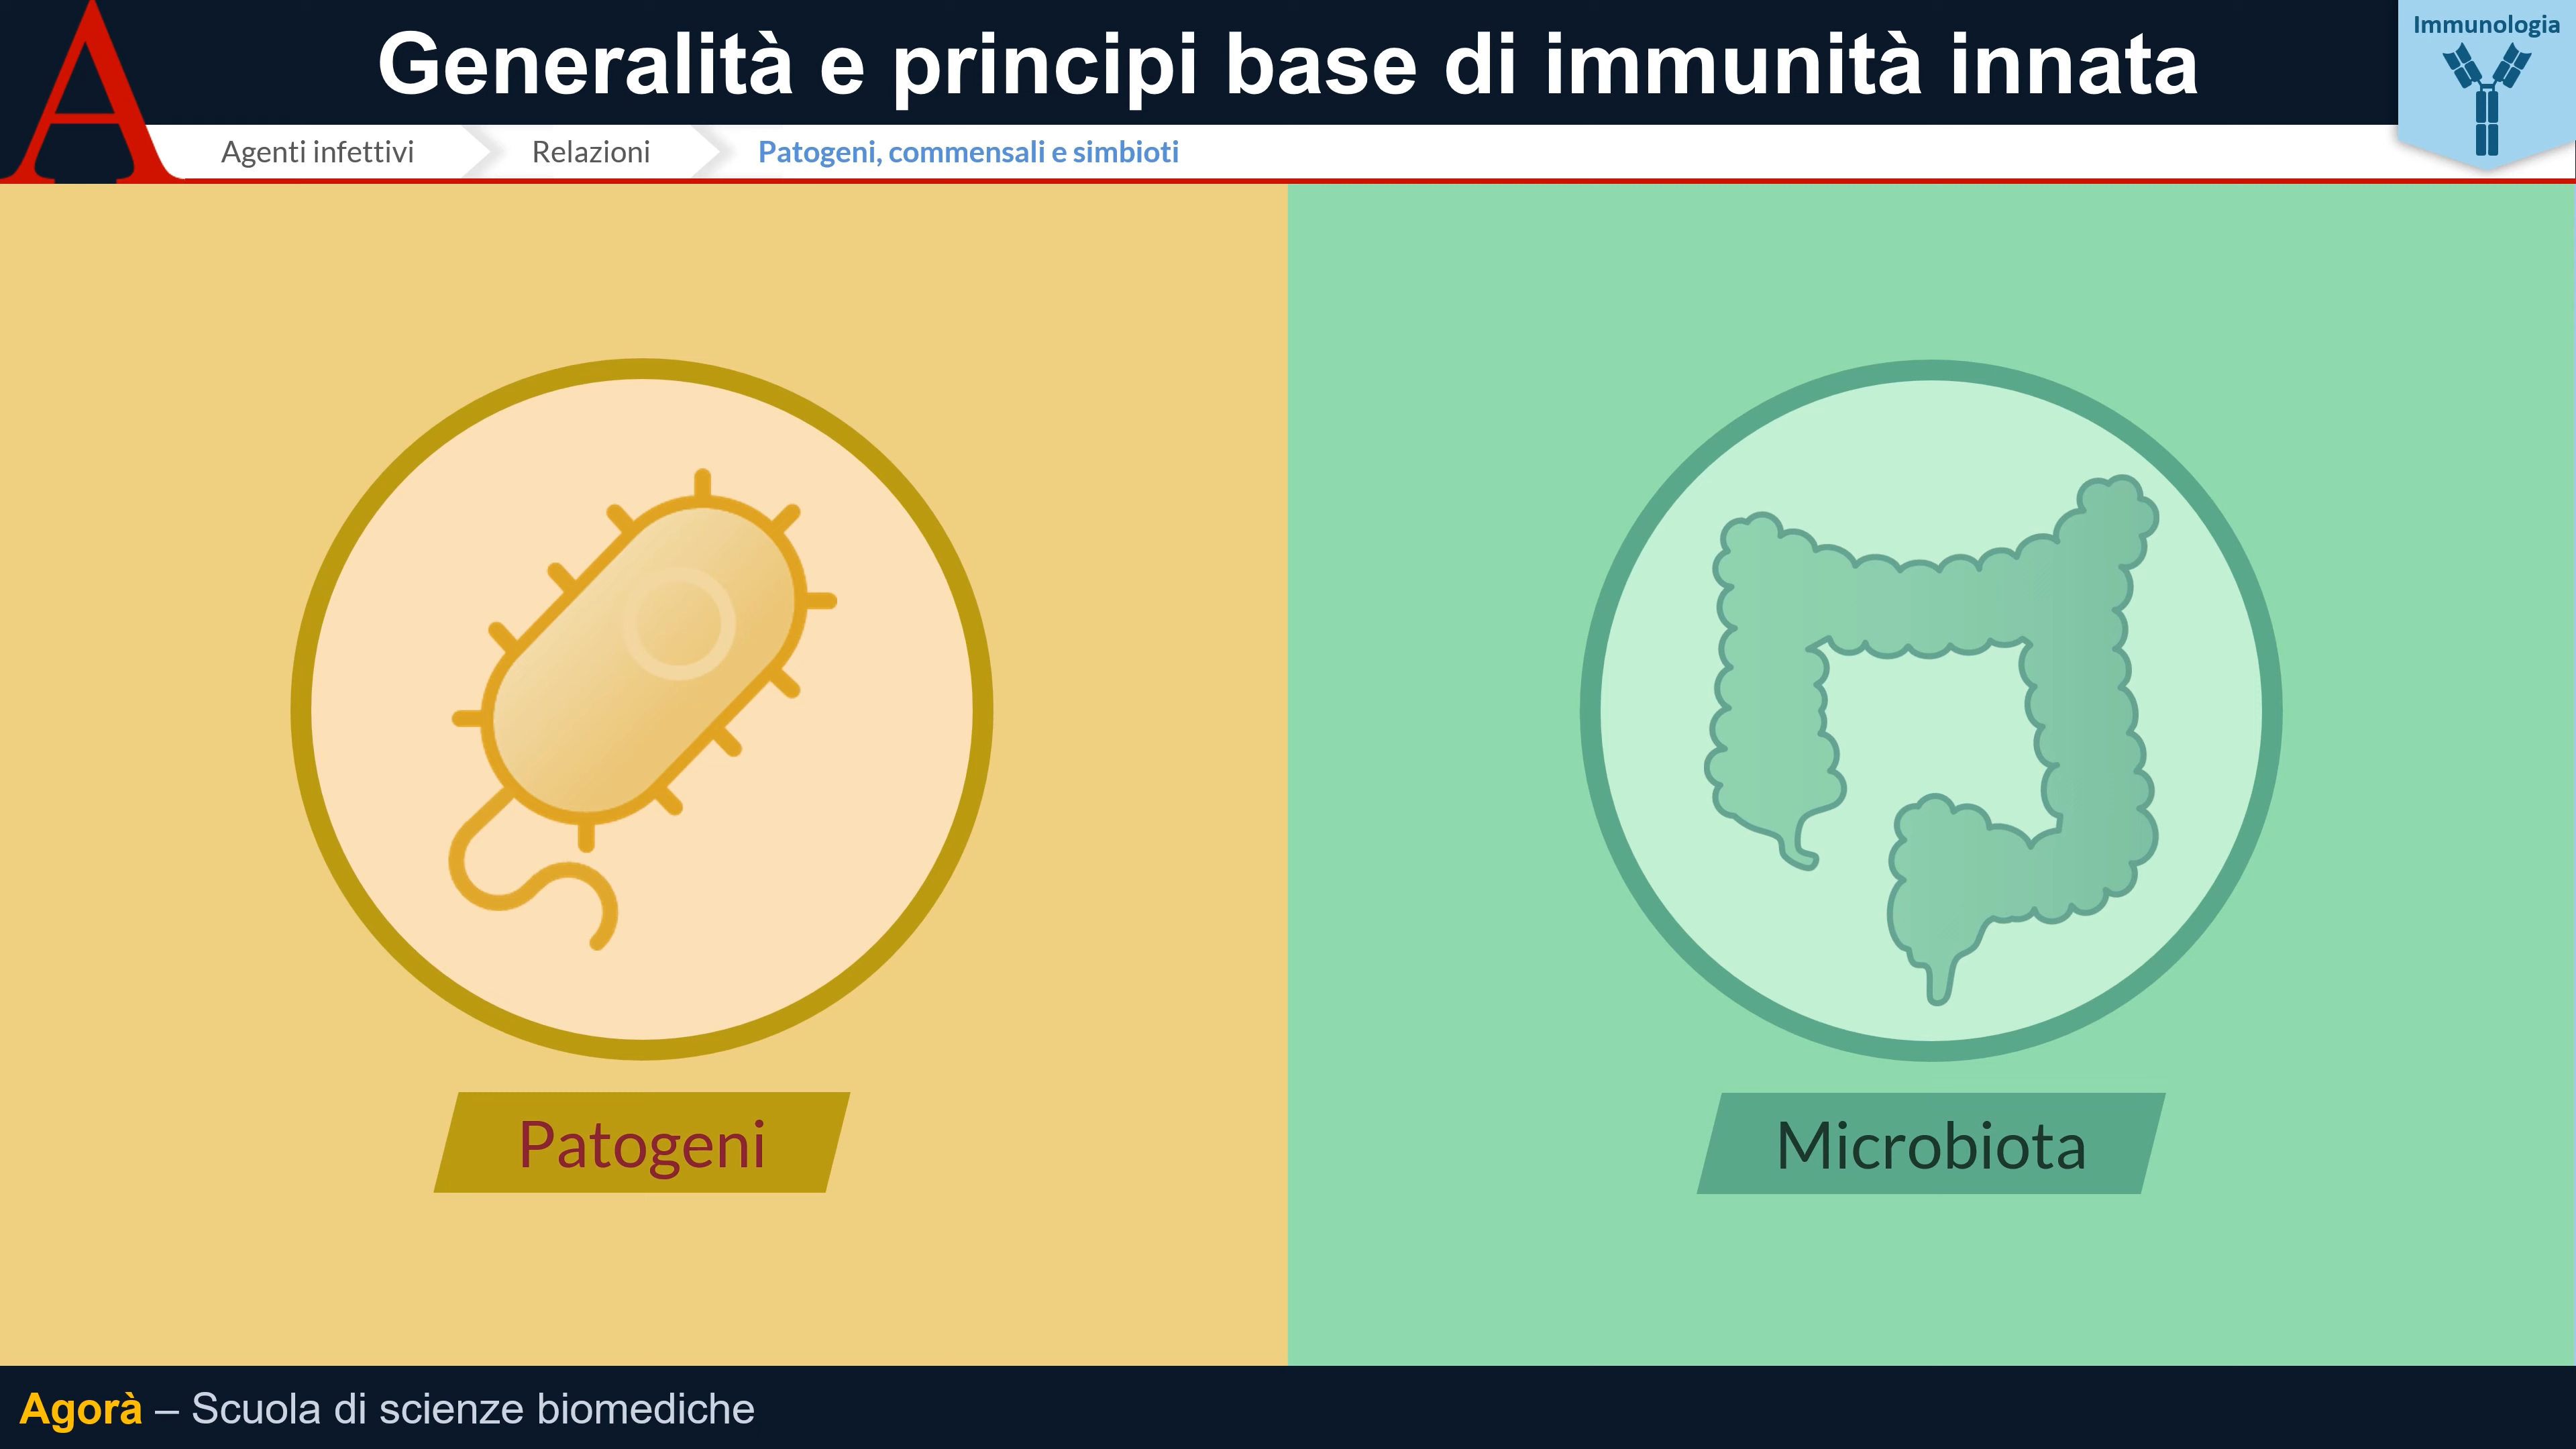 A
Generalità e principi base di immunità innata
Immunologia
Agenti infettivi
Relazioni
Patogeni, commensali e simbioti
Patogeni
Microbiota
Agorà – Scuola di scienze biomediche